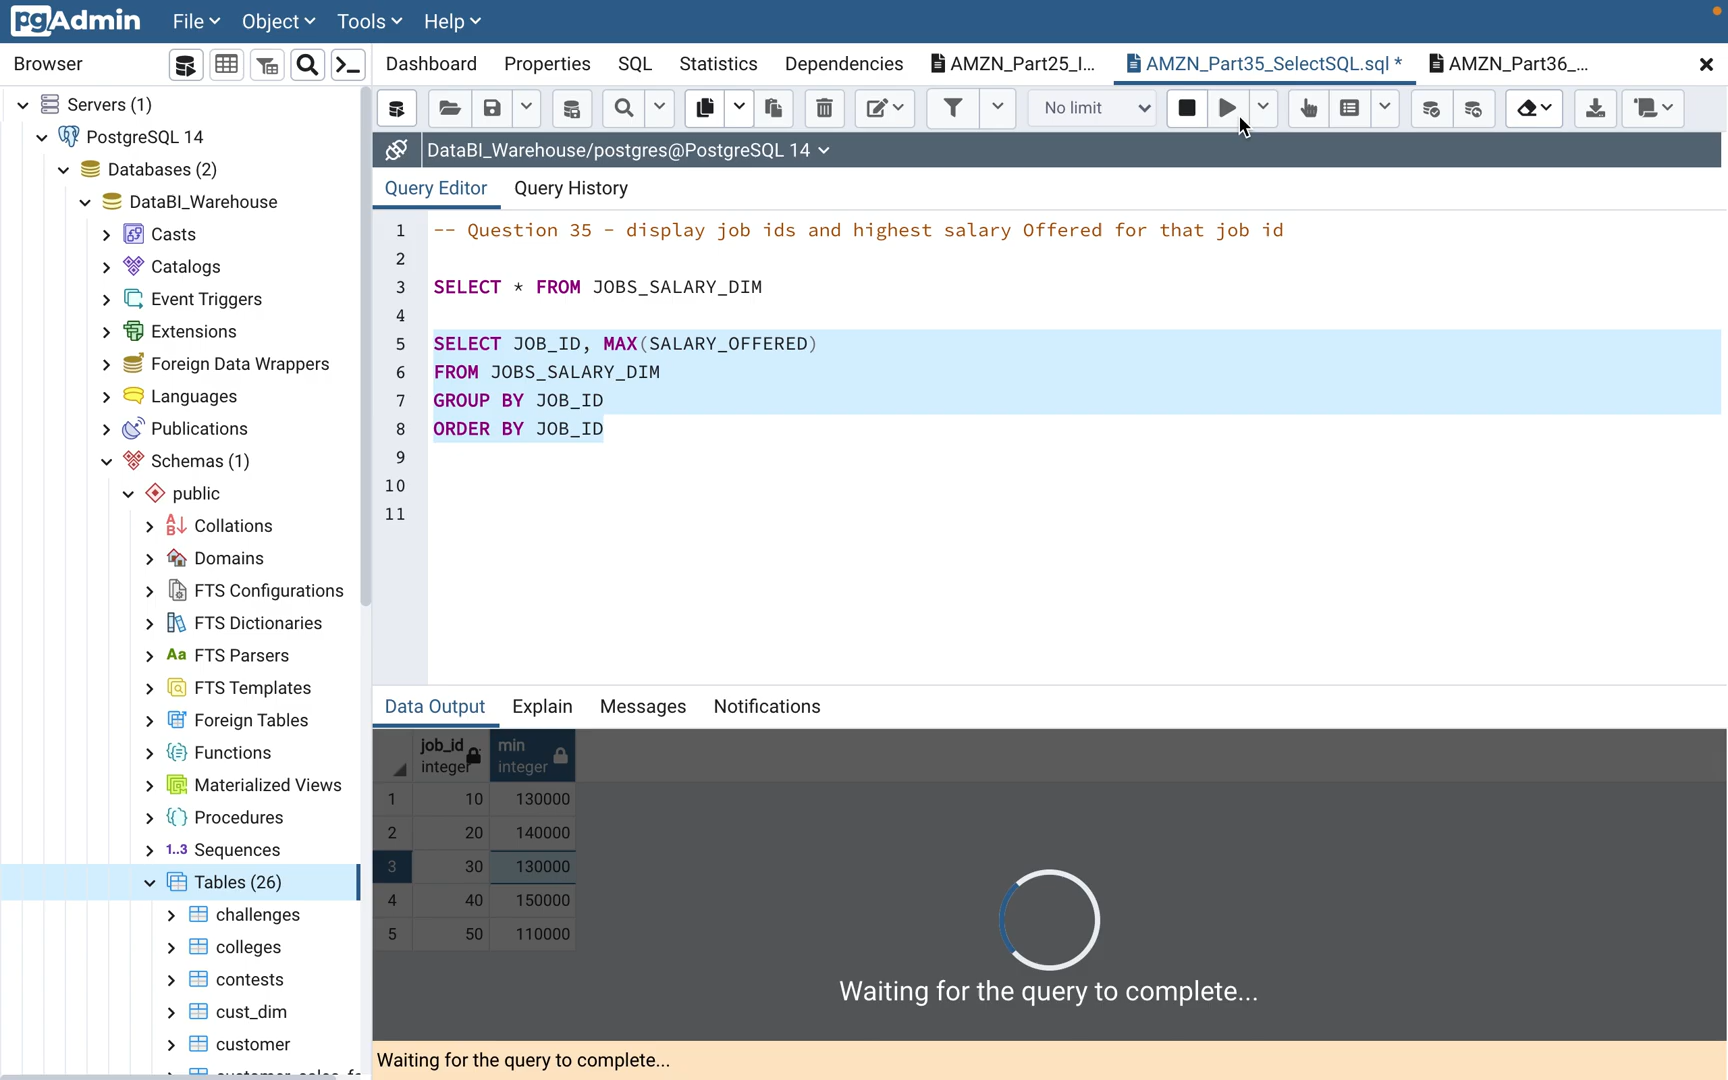 pgAdmin File Object Tools Help
Browser
Dashboard Properties SQL Statistics Dependencies AMZN_Part25_I... AMZN_Part35_SelectSQL.sql * AMZN_Part36_...
No limit
DataBI_Warehouse/postgres@PostgreSQL 14
Query Editor Query History
Servers (1)
PostgreSQL 14
Databases (2)
DataBI_Warehouse
Casts
Catalogs
Event Triggers
Extensions
Foreign Data Wrappers
Languages
Publications
Schemas (1)
public
Collations
Domains
FTS Configurations
FTS Dictionaries
Aa FTS Parsers
FTS Templates
Foreign Tables
Functions
Materialized Views
Procedures
1..3 Sequences
Tables (26)
challenges
colleges
contests
cust_dim
customer
1 -- Question 35 - display job ids and highest salary Offered for that job id
2
3 SELECT * FROM JOBS_SALARY_DIM
4
5 SELECT JOB_ID, MAX(SALARY_OFFERED)
6 FROM JOBS_SALARY_DIM
7 GROUP BY JOB_ID
8 ORDER BY JOB_ID
9
10
11
Data Output Explain Messages Notifications
job_id min
integer integer
1 10 130000
2 20 140000
3 30 130000
4 40 150000
5 50 110000
Waiting for the query to complete...
Waiting for the query to complete...